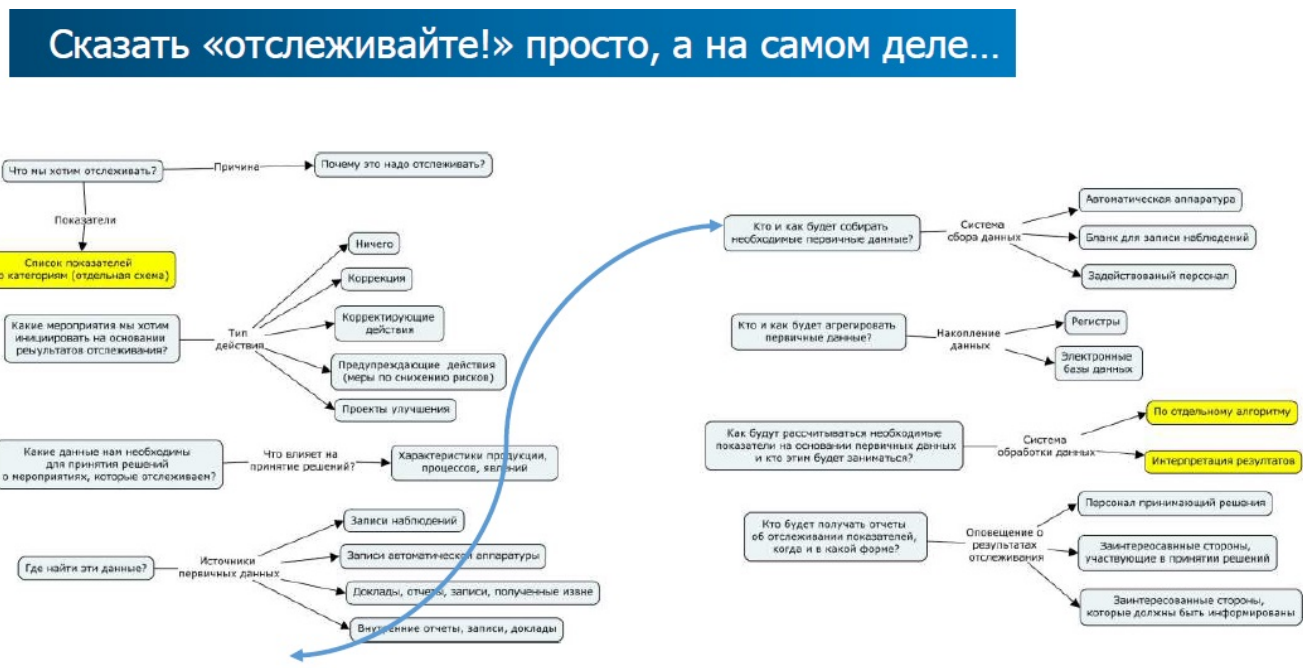 Сказать «отслеживайте!» просто, а на самом деле...
Что мы хотим отслеживать?
Причина
Почему это надо отслеживать?
Показатели
Список показателей
о категориям (отдельная схема)
Какие мероприятия мы хотим
инициировать на основании
результатов отслеживания?
Тип
действия
Ничего
Коррекция
Корректирующие
действия
Предупреждающие действия
(меры по снижению рисков)
Проекты улучшения
Какие данные нам необходимы
для принятия решений
о мероприятиях, которые отслеживаем?
Что влияет на
принятие решений?
Характеристики продукции,
процессов, явлений
Где найти эти данные?
Источники
первичных данных
Записи наблюдений
Записи автоматической аппаратуры
Доклады, отчеты, записи, полученные извне
Внутренние отчеты, записи, доклады
Кто и как будет собирать
необходимые первичные данные?
Система
сбора данных
Автоматическая аппаратура
Бланк для записи наблюдений
Задействованый персонал
Кто и как будет агрегировать
первичные данные?
Накопление
данных
Регистры
Электронные
базы данных
Как будут рассчитываться необходимые
показатели на основании первичных данных
и кто этим будет заниматься?
Система
обработки данных
По отдельному алгоритму
Интерпретация резултатов
Кто будет получать отчеты
об отслеживании показателей,
когда и в какой форме?
Оповещение о
результатах
отслеживания
Персонал принимающий решения
Заинтереосавнные стороны,
участвующие в принятии решений
Заинтересованные стороны,
которые должны быть информированы